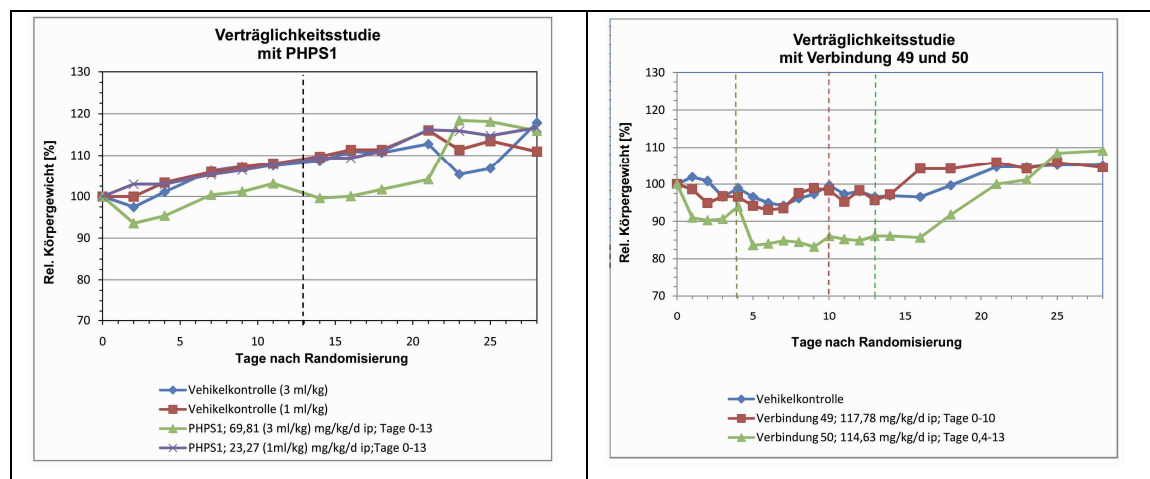 Verträglichkeitsstudie
mit PHPS1
130
120
110
100
90
80
70
Rel. Körpergewicht [%]
0
5
10
15
20
25
Tage nach Randomisierung
Vehikelkontrolle (3 ml/kg)
Vehikelkontrolle (1 ml/kg)
PHPS1; 69,81 (3 ml/kg) mg/kg/d ip; Tage 0-13
PHPS1; 23,27 (1ml/kg) mg/kg/d ip;Tage 0-13
Verträglichkeitsstudie
mit Verbindung 49 und 50
130
120
110
100
90
80
70
Rel. Körpergewicht [%]
0
5
10
15
20
25
Tage nach Randomisierung
Vehikelkontrolle
Verbindung 49; 117,78 mg/kg/d ip; Tage 0-10
Verbindung 50; 114,63 mg/kg/d ip; Tage 0,4-13